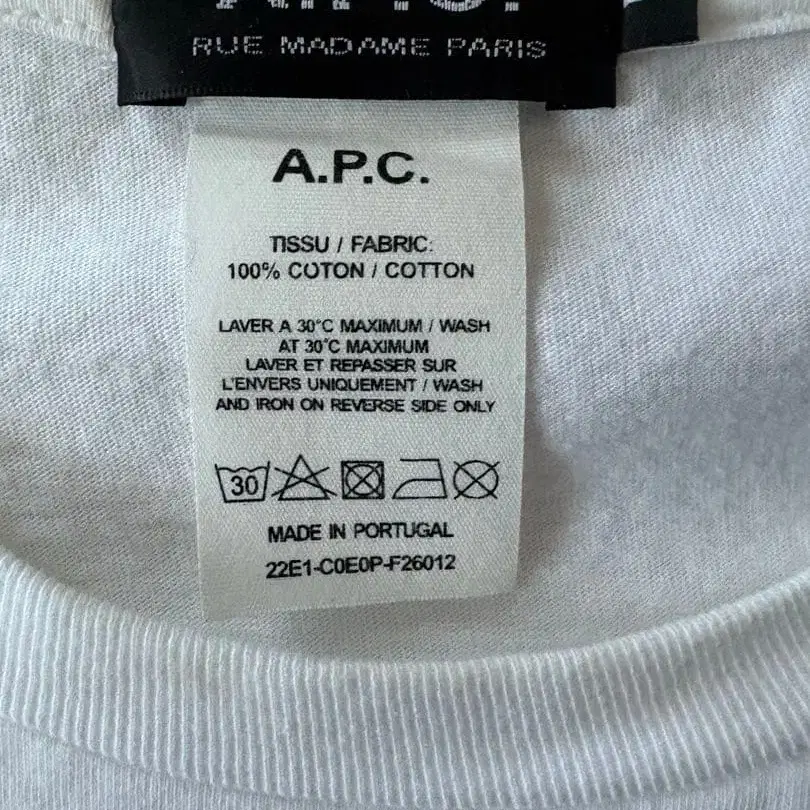 RUE MADAME PARIS
A.P.C.
TISSU / FABRIC:
100% COTON / COTTON
LAVER A 30°C MAXIMUM / WASH
AT 30°C MAXIMUM
LAVER ET REPASSER SUR
L'ENVERS UNIQUEMENT / WASH
AND IRON ON REVERSE SIDE ONLY
30
MADE IN PORTUGAL
22E1-C0E0P-F26012